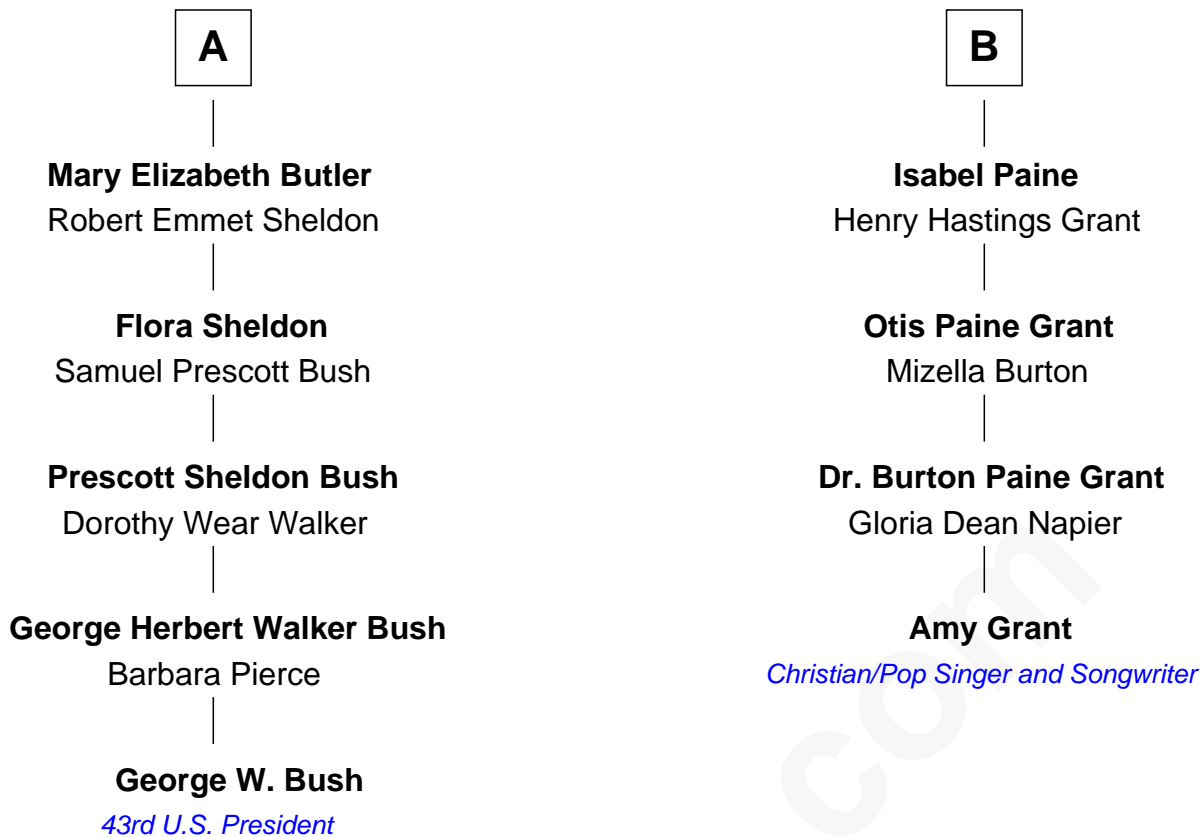 A
Mary Elizabeth Butler
Robert Emmet Sheldon
Flora Sheldon
Samuel Prescott Bush
Prescott Sheldon Bush
Dorothy Wear Walker
George Herbert Walker Bush
Barbara Pierce
George W. Bush
43rd U.S. President
B
Isabel Paine
Henry Hastings Grant
Otis Paine Grant
Mizella Burton
Dr. Burton Paine Grant
Gloria Dean Napier
Amy Grant
Christian/Pop Singer and Songwriter
com